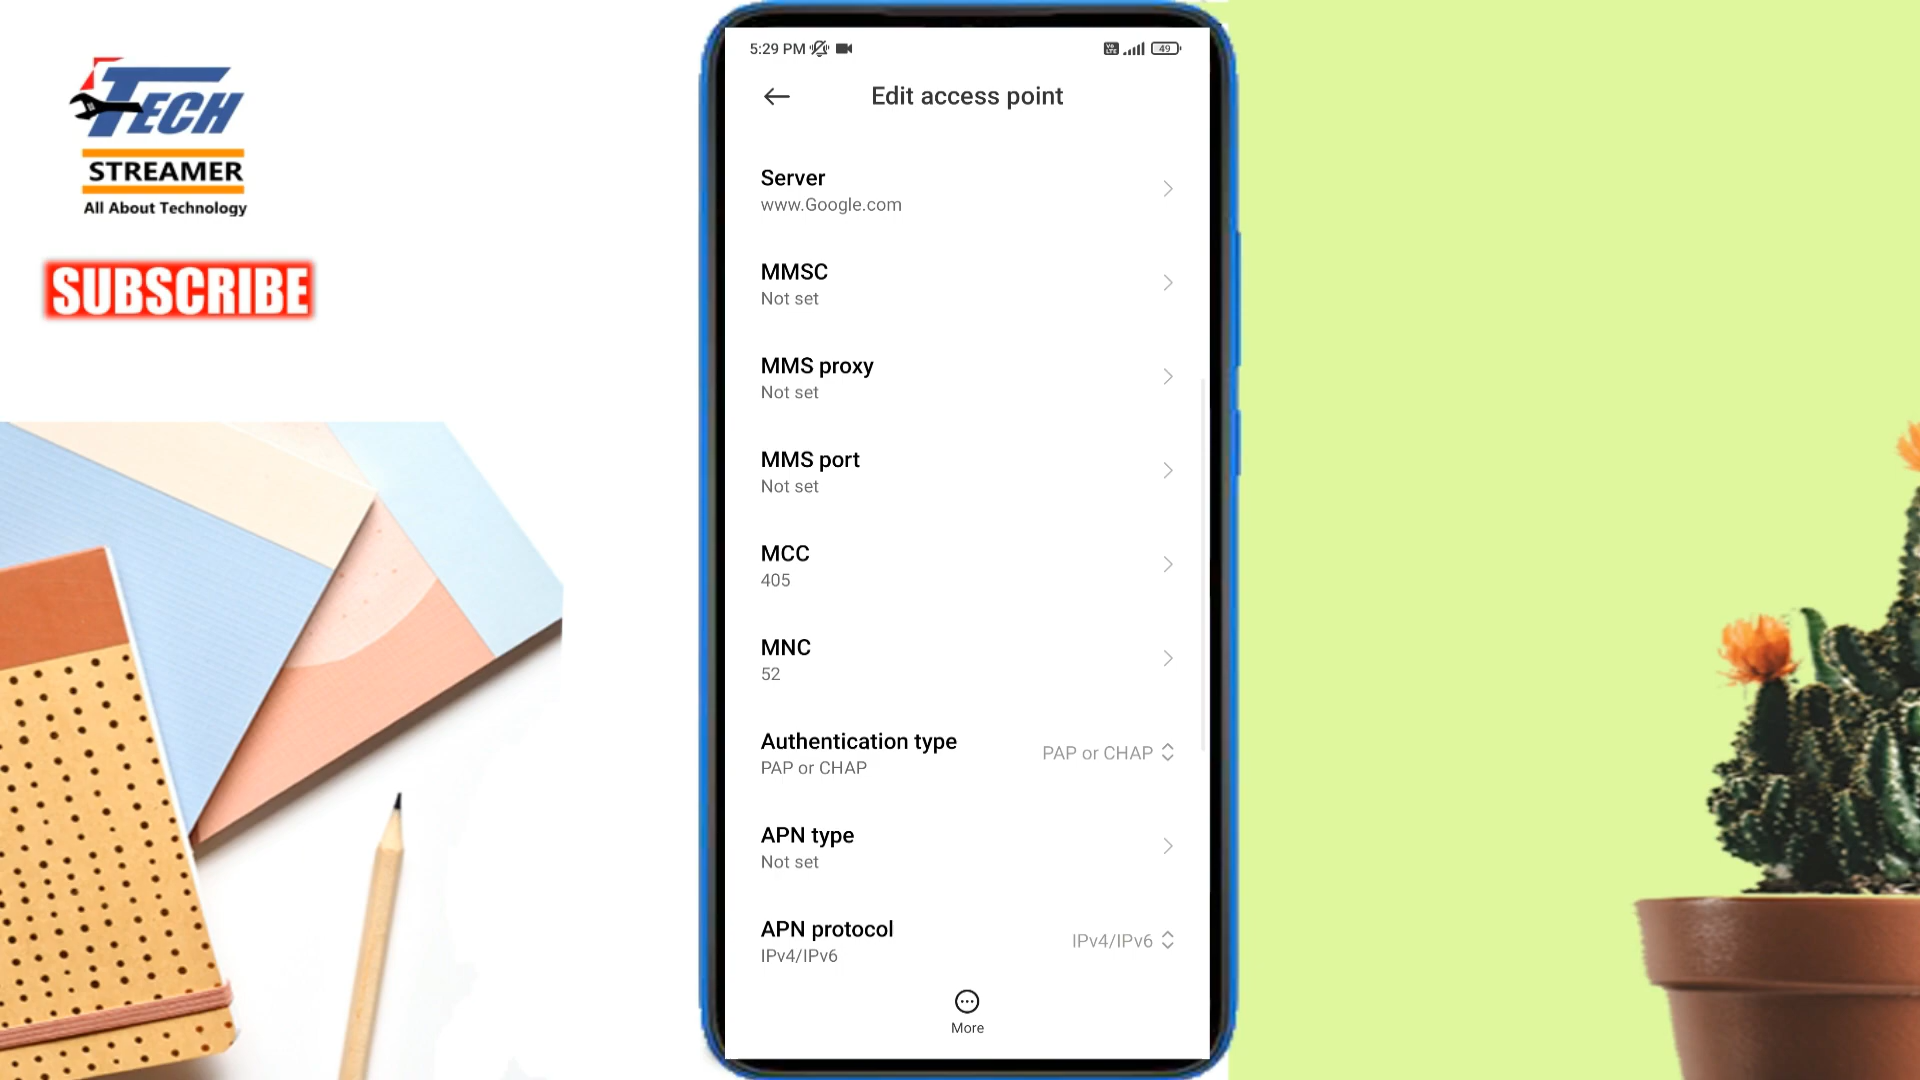 TECH
STREAMER
All About Technology
SUBSCRIBE
5:29 PM
Vo
LTE
49
Edit access point
Server
www.Google.com
MMSC
Not set
MMS proxy
Not set
MMS port
Not set
MCC
405
MNC
52
Authentication type
PAP or CHAP
PAP or CHAP
APN type
Not set
APN protocol
IPv4/IPv6
IPv4/IPv6
More